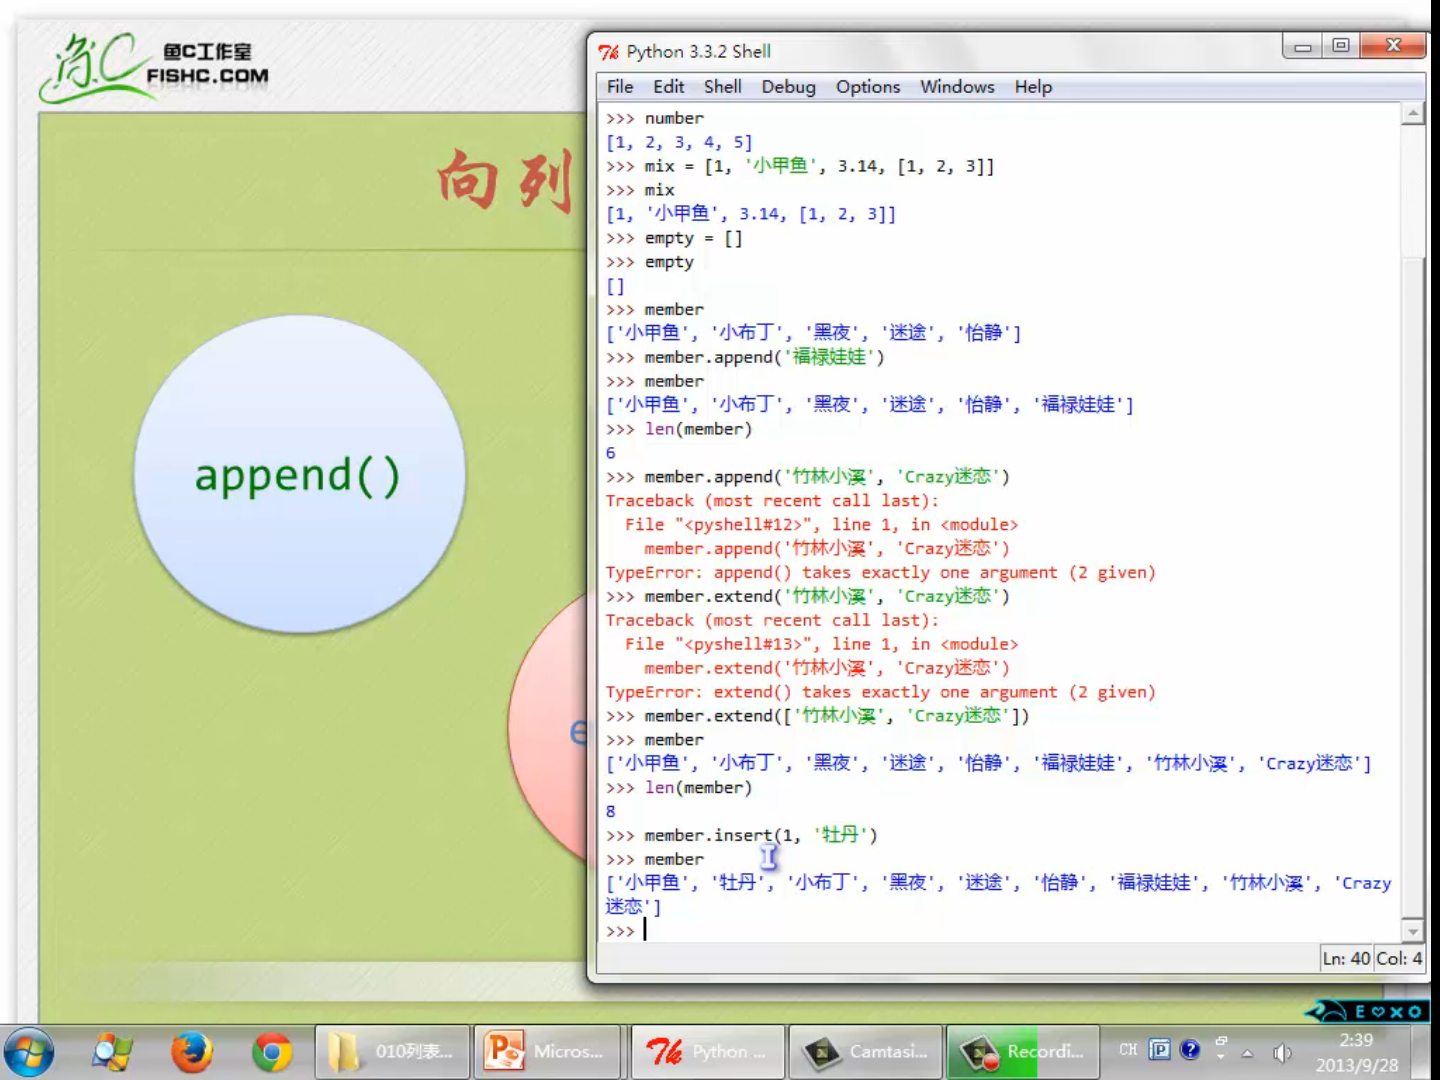 鱼C工作室
FISHC.COM
向列
append()
e
Python 3.3.2 Shell
File Edit Shell Debug Options Windows Help
>>> number
[1, 2, 3, 4, 5]
>>> mix = [1, '小甲鱼', 3.14, [1, 2, 3]]
>>> mix
[1, '小甲鱼', 3.14, [1, 2, 3]]
>>> empty = []
>>> empty
[]
>>> member
['小甲鱼', '小布丁', '黑夜', '迷途', '怡静']
>>> member.append('福禄娃娃')
>>> member
['小甲鱼', '小布丁', '黑夜', '迷途', '怡静', '福禄娃娃']
>>> len(member)
6
>>> member.append('竹林小溪', 'Crazy迷恋')
Traceback (most recent call last):
  File "<pyshell#12>", line 1, in <module>
    member.append('竹林小溪', 'Crazy迷恋')
TypeError: append() takes exactly one argument (2 given)
>>> member.extend('竹林小溪', 'Crazy迷恋')
Traceback (most recent call last):
  File "<pyshell#13>", line 1, in <module>
    member.extend('竹林小溪', 'Crazy迷恋')
TypeError: extend() takes exactly one argument (2 given)
>>> member.extend(['竹林小溪', 'Crazy迷恋'])
>>> member
['小甲鱼', '小布丁', '黑夜', '迷途', '怡静', '福禄娃娃', '竹林小溪', 'Crazy迷恋']
>>> len(member)
8
>>> member.insert(1, '牡丹')
>>> member
['小甲鱼', '牡丹', '小布丁', '黑夜', '迷途', '怡静', '福禄娃娃', '竹林小溪', 'Crazy
迷恋']
>>>
Ln: 40 Col: 4
010列表... Micros... Python ... Camtasi... Recordi... CH 2:39
2013/9/28